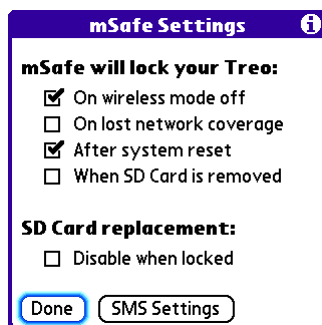 mSafe Settings i
mSafe will lock your Treo:
On wireless mode off
On lost network coverage
After system reset
When SD Card is removed
SD Card replacement:
Disable when locked
Done SMS Settings